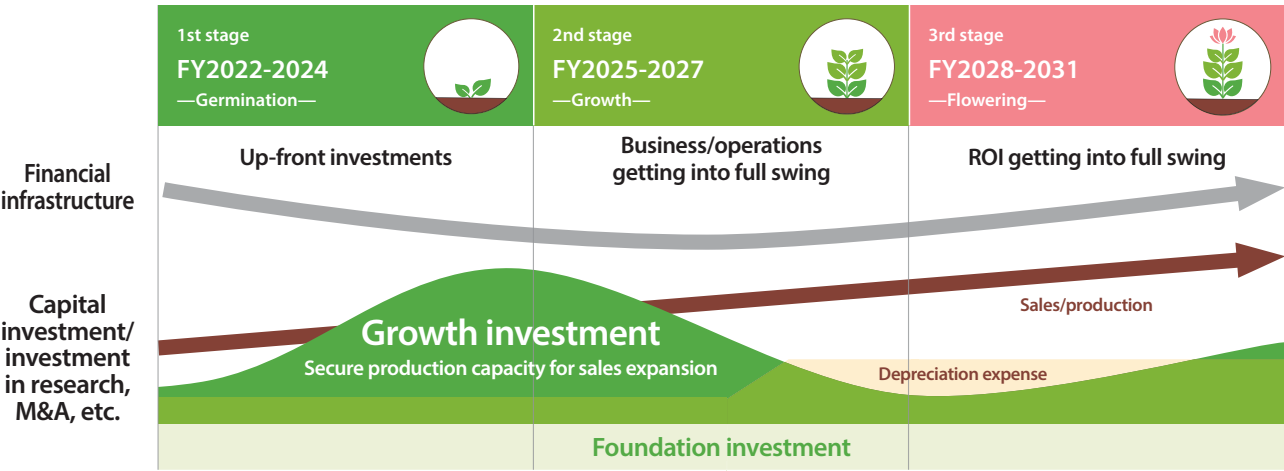 1st stage
FY2022-2024
—Germination—
2nd stage
FY2025-2027
—Growth—
3rd stage
FY2028-2031
—Flowering—
Financial
infrastructure
Up-front investments
Business/operations
getting into full swing
ROI getting into full swing
Capital
investment/
investment
in research,
M&A, etc.
Sales/production
Growth investment
Secure production capacity for sales expansion
Depreciation expense
Foundation investment